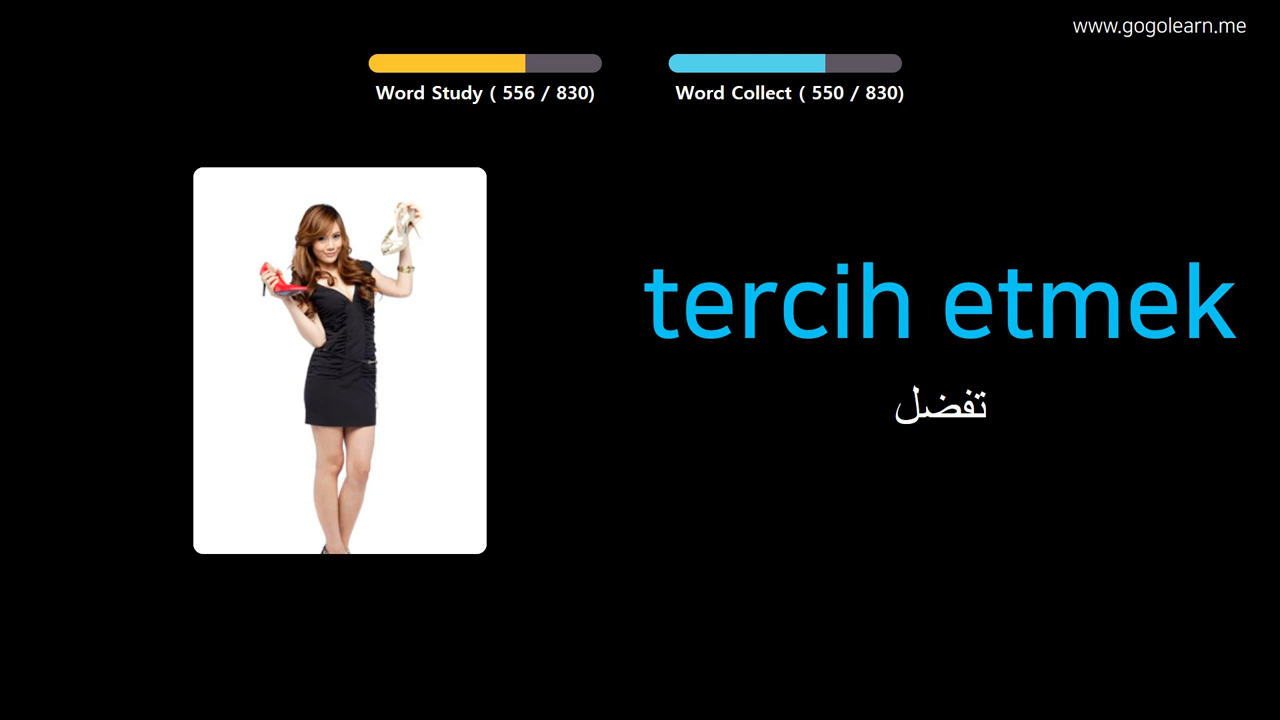 www.gogolearn.me
Word Study ( 556 / 830)
Word Collect ( 550 / 830)
tercih etmek
تفضل